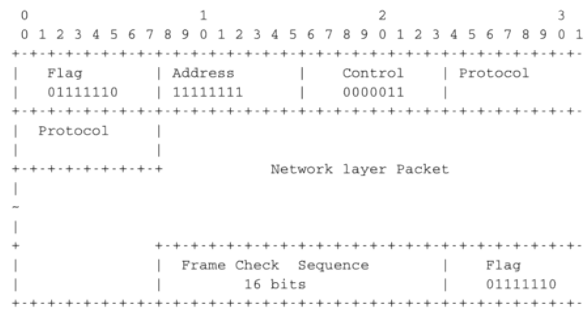 0                   1                   2                   3
0 1 2 3 4 5 6 7 8 9 0 1 2 3 4 5 6 7 8 9 0 1 2 3 4 5 6 7 8 9 0 1
+-+-+-+-+-+-+-+-+-+-+-+-+-+-+-+-+-+-+-+-+-+-+-+-+-+-+-+-+-+-+-+-
|   Flag        | Address       |    Control    | Protocol
|   01111110    | 11111111      |    0000011    |
+-+-+-+-+-+-+-+-+-+-+-+-+-+-+-+-+-+-+-+-+-+-+-+-+-+-+-+-+-+-+-+-
|  Protocol     |
|               |
+-+-+-+-+-+-+-+-+           Network layer Packet
|
~
|
+               +-+-+-+-+-+-+-+-+-+-+-+-+-+-+-+-+-+-+-+-+-+-+-+-
|               |  Frame Check  Sequence        |    Flag
|               |         16 bits               |    01111110
+-+-+-+-+-+-+-+-+-+-+-+-+-+-+-+-+-+-+-+-+-+-+-+-+-+-+-+-+-+-+-+-